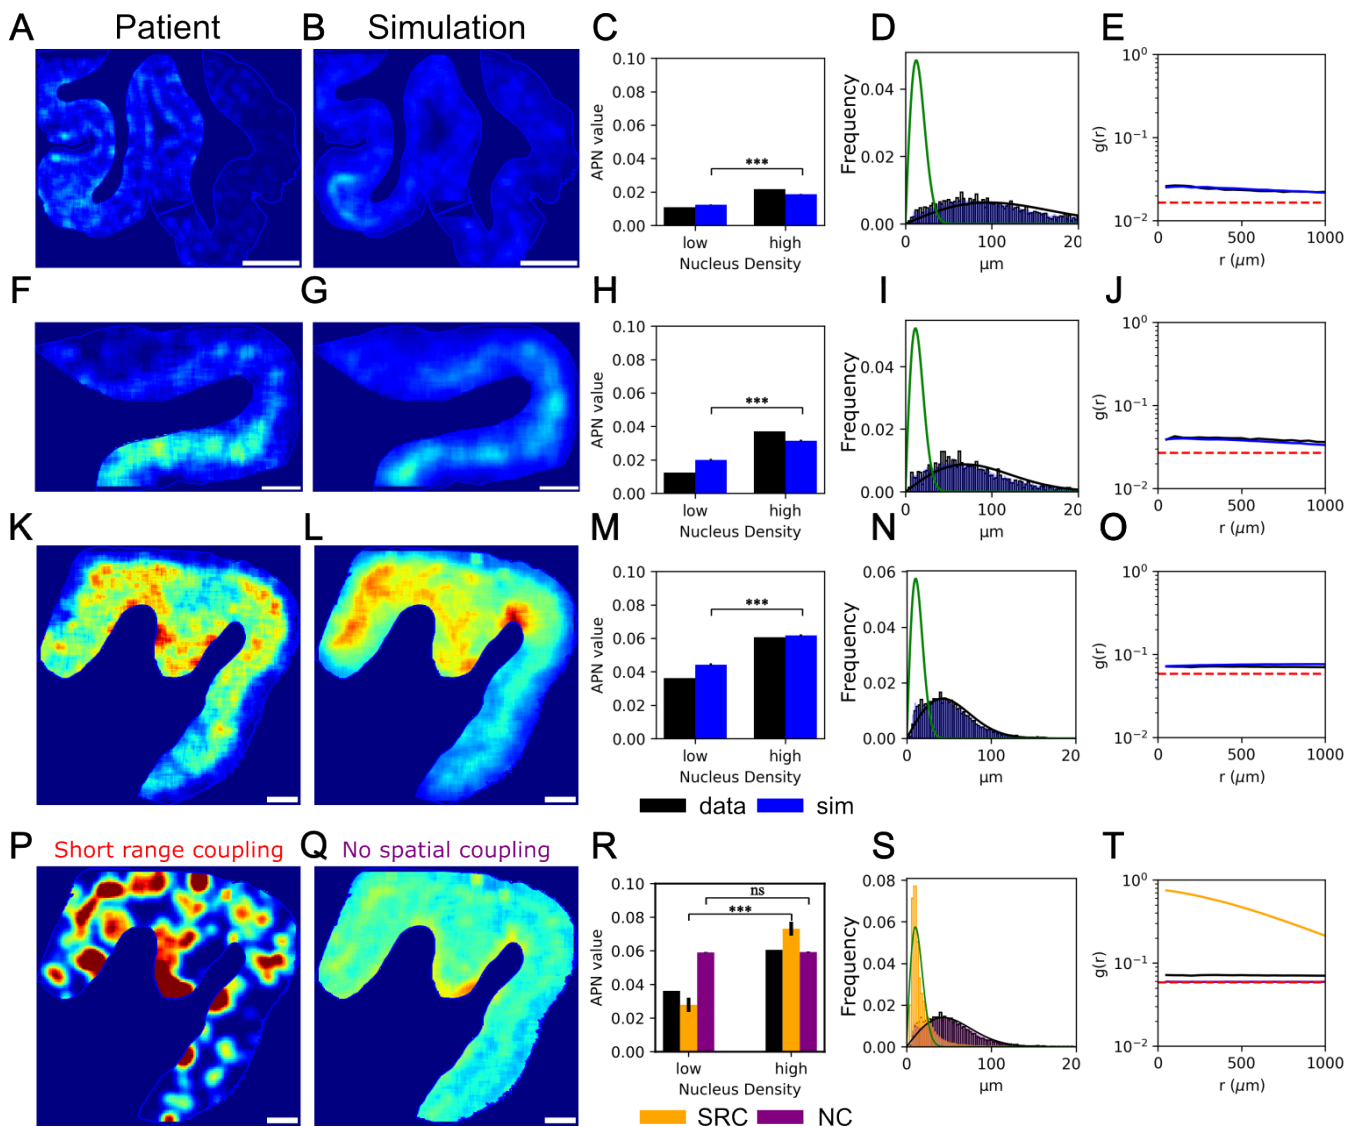 A Patient B Simulation C D E
0.10
0.08
0.06
0.04
0.02
0.00
APN value
***
low high
Nucleus Density
0.04
0.02
0.00
Frequency
0 100 20
μm
10⁰
10⁻¹
10⁻²
g(r)
0 500 1000
r (μm)
F G H I J
0.10
0.08
0.06
0.04
0.02
0.00
APN value
***
low high
Nucleus Density
0.04
0.02
0.00
Frequency
0 100 20
μm
10⁰
10⁻¹
10⁻²
g(r)
0 500 1000
r (μm)
K L M N O
0.10
0.08
0.06
0.04
0.02
0.00
APN value
***
low high
Nucleus Density
data sim
0.06
0.04
0.02
0.00
Frequency
0 100 20
μm
10⁰
10⁻¹
10⁻²
g(r)
0 500 1000
r (μm)
P Short range coupling Q No spatial coupling R S T
0.10
0.08
0.06
0.04
0.02
0.00
APN value
ns
***
low high
Nucleus Density
SRC NC
0.08
0.06
0.04
0.02
0.00
Frequency
0 100 20
μm
10⁰
10⁻¹
10⁻²
g(r)
0 500 1000
r (μm)